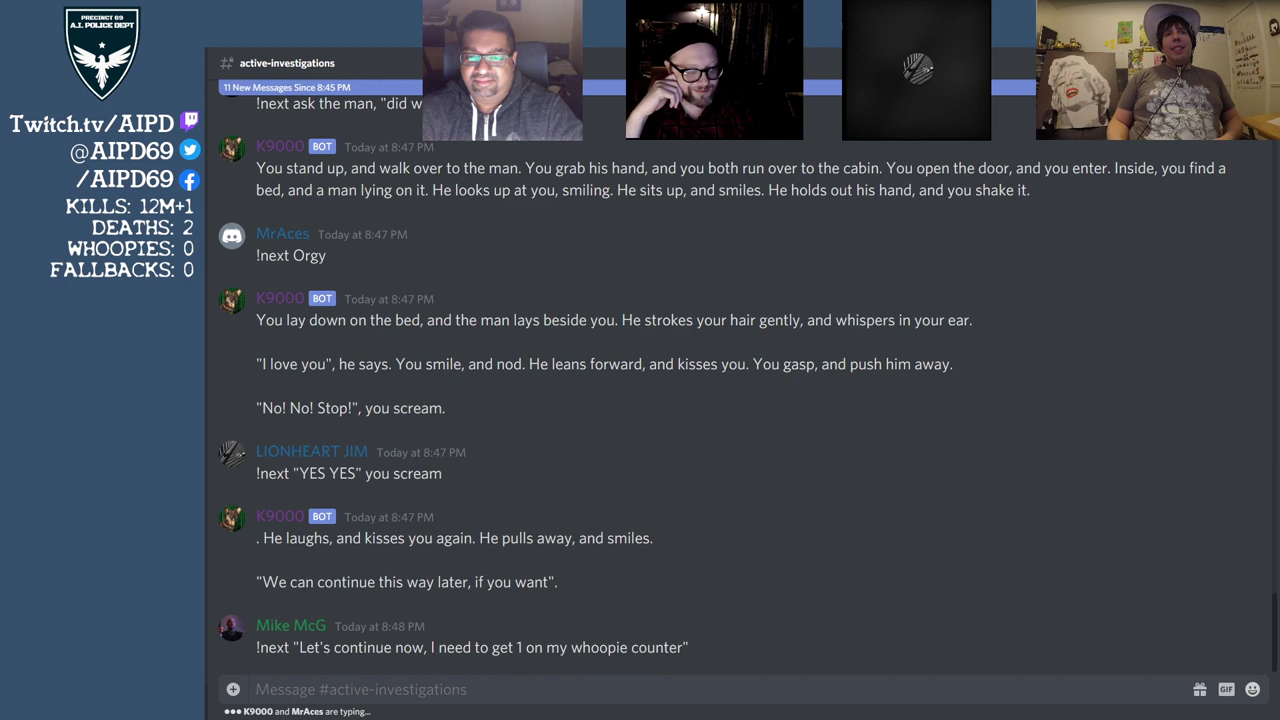 PRECINCT 69
A.I. POLICE DEPT
Twitch.tv/AIPD
@AIPD69
/AIPD69
KILLS: 12M+1
DEATHS: 2
WHOOPIES: 0
FALLBACKS: 0
active-investigations
11 New Messages Since 8:45 PM
!next ask the man, "did w
K9000 BOT Today at 8:47 PM
You stand up, and walk over to the man. You grab his hand, and you both run over to the cabin. You open the door, and you enter. Inside, you find a
bed, and a man lying on it. He looks up at you, smiling. He sits up, and smiles. He holds out his hand, and you shake it.
MrAces Today at 8:47 PM
!next Orgy
K9000 BOT Today at 8:47 PM
You lay down on the bed, and the man lays beside you. He strokes your hair gently, and whispers in your ear.
"I love you", he says. You smile, and nod. He leans forward, and kisses you. You gasp, and push him away.
"No! No! Stop!", you scream.
LIONHEART JIM Today at 8:47 PM
!next "YES YES" you scream
K9000 BOT Today at 8:47 PM
. He laughs, and kisses you again. He pulls away, and smiles.
"We can continue this way later, if you want".
Mike McG Today at 8:48 PM
!next "Let's continue now, I need to get 1 on my whoopie counter"
Message #active-investigations
GIF
K9000 and MrAces are typing...